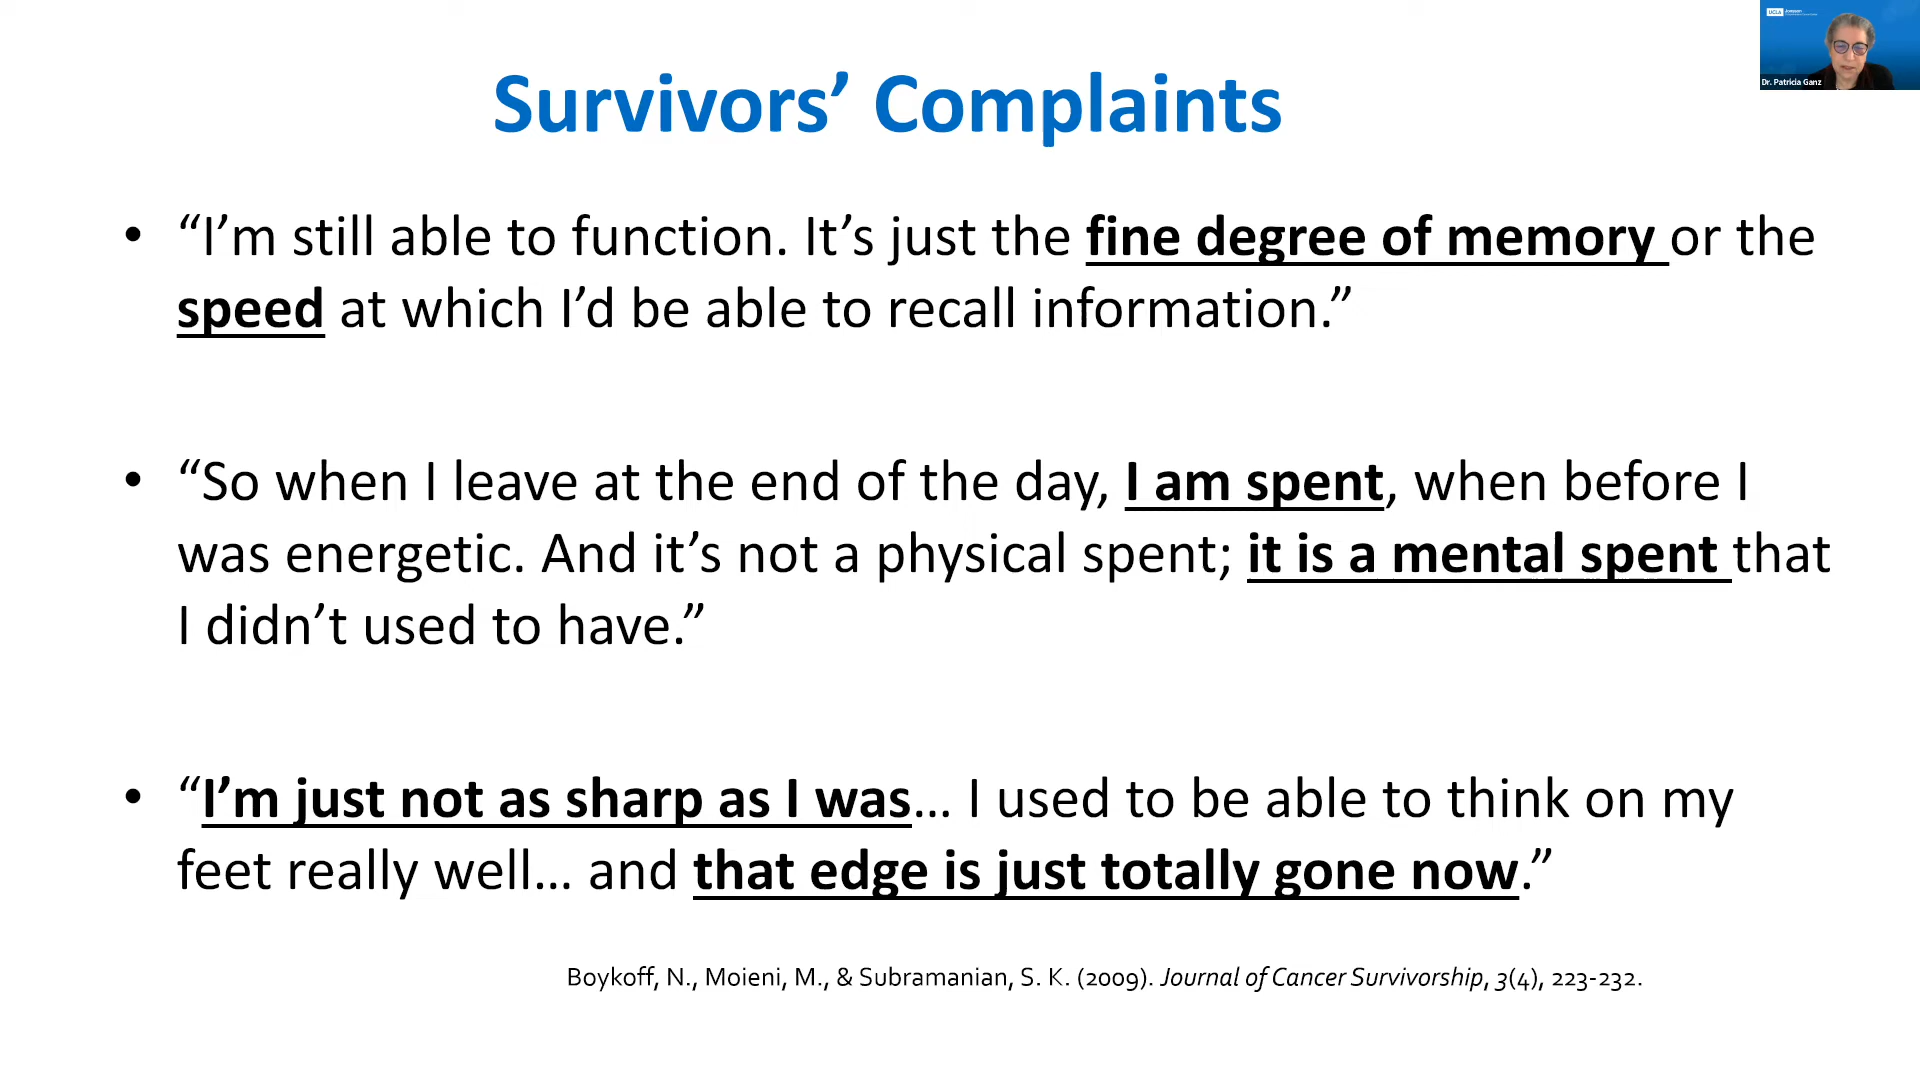 UCLA
Dr. Patricia Ganz
Survivors’ Complaints
• “I’m still able to function. It’s just the fine degree of memory or the
speed at which I’d be able to recall information.”
• “So when I leave at the end of the day, I am spent, when before I
was energetic. And it’s not a physical spent; it is a mental spent that
I didn’t used to have.”
• “I’m just not as sharp as I was... I used to be able to think on my
feet really well... and that edge is just totally gone now.”
Boykoff, N., Moieni, M., & Subramanian, S. K. (2009). Journal of Cancer Survivorship, 3(4), 223-232.